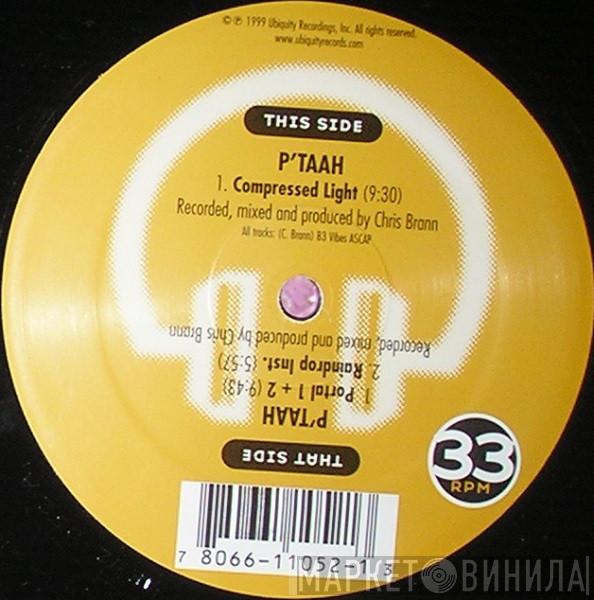 © ℗ 1999 Ubiquity Recordings, Inc. All rights reserved.
www.ubiquityrecords.com
THIS SIDE
P'TAAH
1. Compressed Light (9:30)
Recorded, mixed and produced by Chris Brann
All tracks: (C. Brann) B3 Vibes ASCAP
THAT SIDE
P'TAAH
1. Portal 1 + 2 (9:43)
2. Raindrop Inst. (5:57)
Recorded, mixed and produced by Chris Brann
33
RPM
7 8066-11052-1 3
МАРКЕТ ВИНИЛА